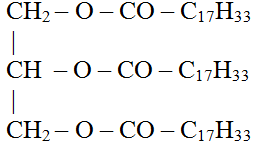 CH₂ – O – CO – C₁₇H₃₃
|
CH – O – CO – C₁₇H₃₃
|
CH₂ – O – CO – C₁₇H₃₃